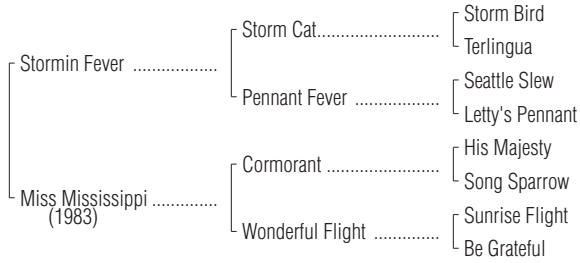 Storm Bird
Storm Cat........................
Terlingua
Stormin Fever .................
Seattle Slew
Pennant Fever .................
Letty's Pennant
His Majesty
Cormorant .......................
Song Sparrow
Miss Mississippi .............
(1983)
Sunrise Flight
Wonderful Flight .............
Be Grateful